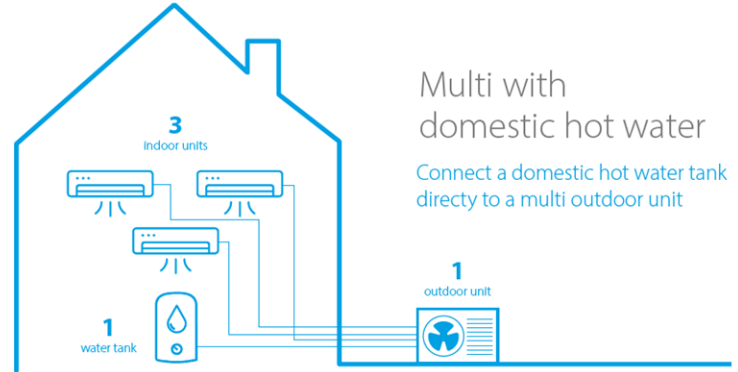 Multi with
domestic hot water
Connect a domestic hot water tank
directy to a multi outdoor unit
3
indoor units
1
outdoor unit
1
water tank